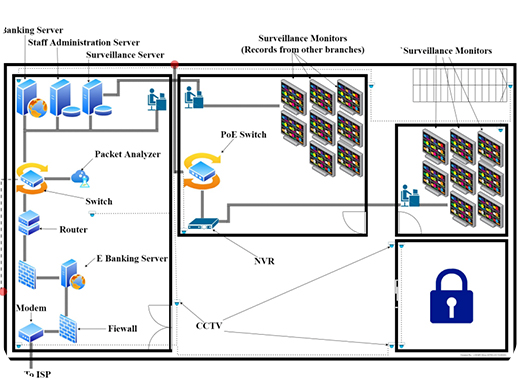 Banking Server
Staff Administration Server
Surveillance Server
Surveillance Monitors
(Records from other branches)
Surveillance Monitors
PoE Switch
Packet Analyzer
Switch
Router
E Banking Server
NVR
Modem
Fiewall
CCTV
To ISP